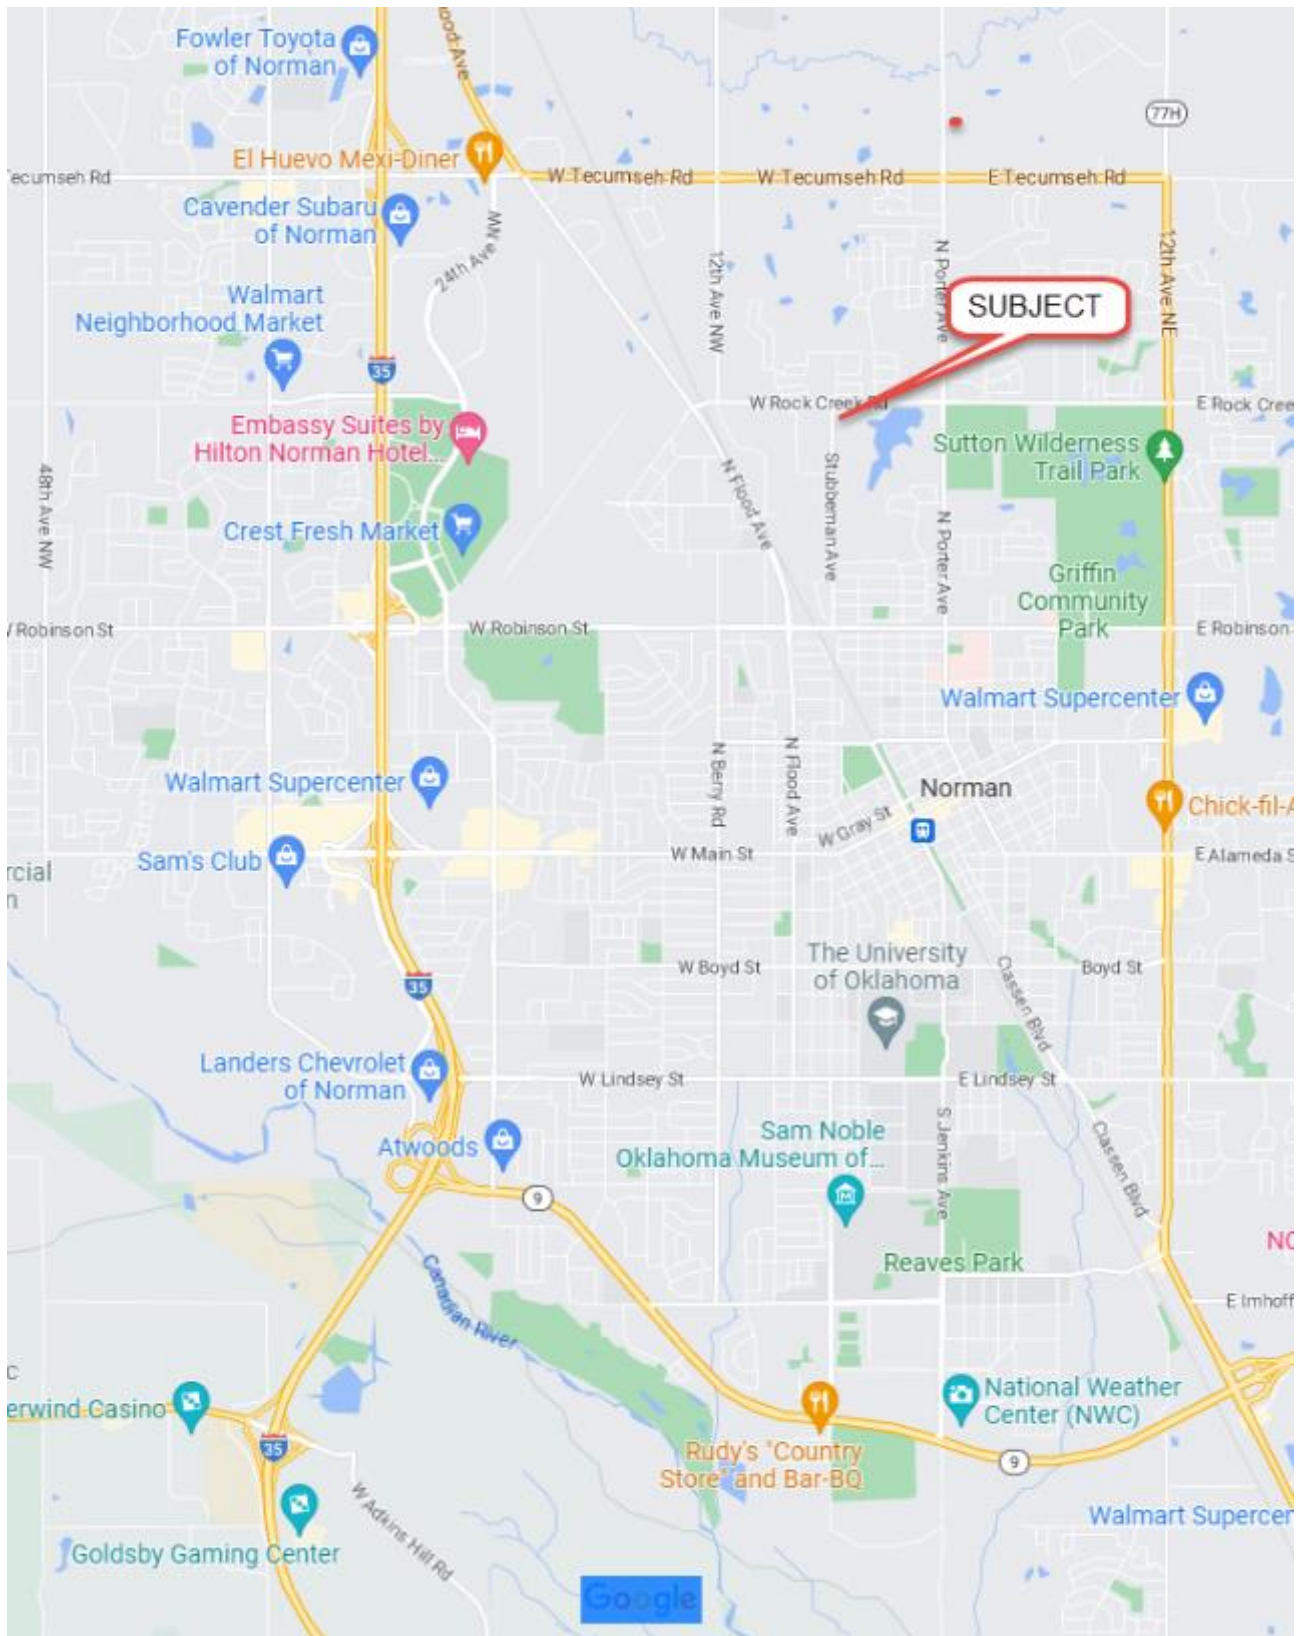 Fowler Toyota
of Norman
ood Ave
77H
El Huevo Mexi-Diner
ecumseh Rd
W Tecumseh Rd
W Tecumseh Rd
E Tecumseh Rd
Cavender Subaru
of Norman
24th Ave NW
12th Ave NW
N Porter Ave
12th Ave NE
Walmart
Neighborhood Market
SUBJECT
35
W Rock Creek Rd
E Rock Cree
Embassy Suites by
Hilton Norman Hotel...
Sutton Wilderness
Trail Park
48th Ave NW
N Flood Ave
Stubbeman Ave
N Porter Ave
Crest Fresh Market
Griffin
Community
Park
Robinson St
W Robinson St
E Robinson
Walmart Supercenter
Walmart Supercenter
N Berry Rd
N Flood Ave
Norman
W Gray St
Chick-fil-A
Sam's Club
W Main St
E Alameda S
rcial
n
The University
of Oklahoma
W Boyd St
Boyd St
Classen Blvd
35
Landers Chevrolet
of Norman
W Lindsey St
E Lindsey St
Atwoods
Sam Noble
Oklahoma Museum of...
S Jenkins Ave
Classen Blvd
9
Reaves Park
NO
Canadian River
E Imhoff
c
erwind Casino
National Weather
Center (NWC)
35
Rudy's "Country
Store" and Bar-BQ
9
W Adkins Hill Rd
Walmart Supercen
Goldsby Gaming Center
Google